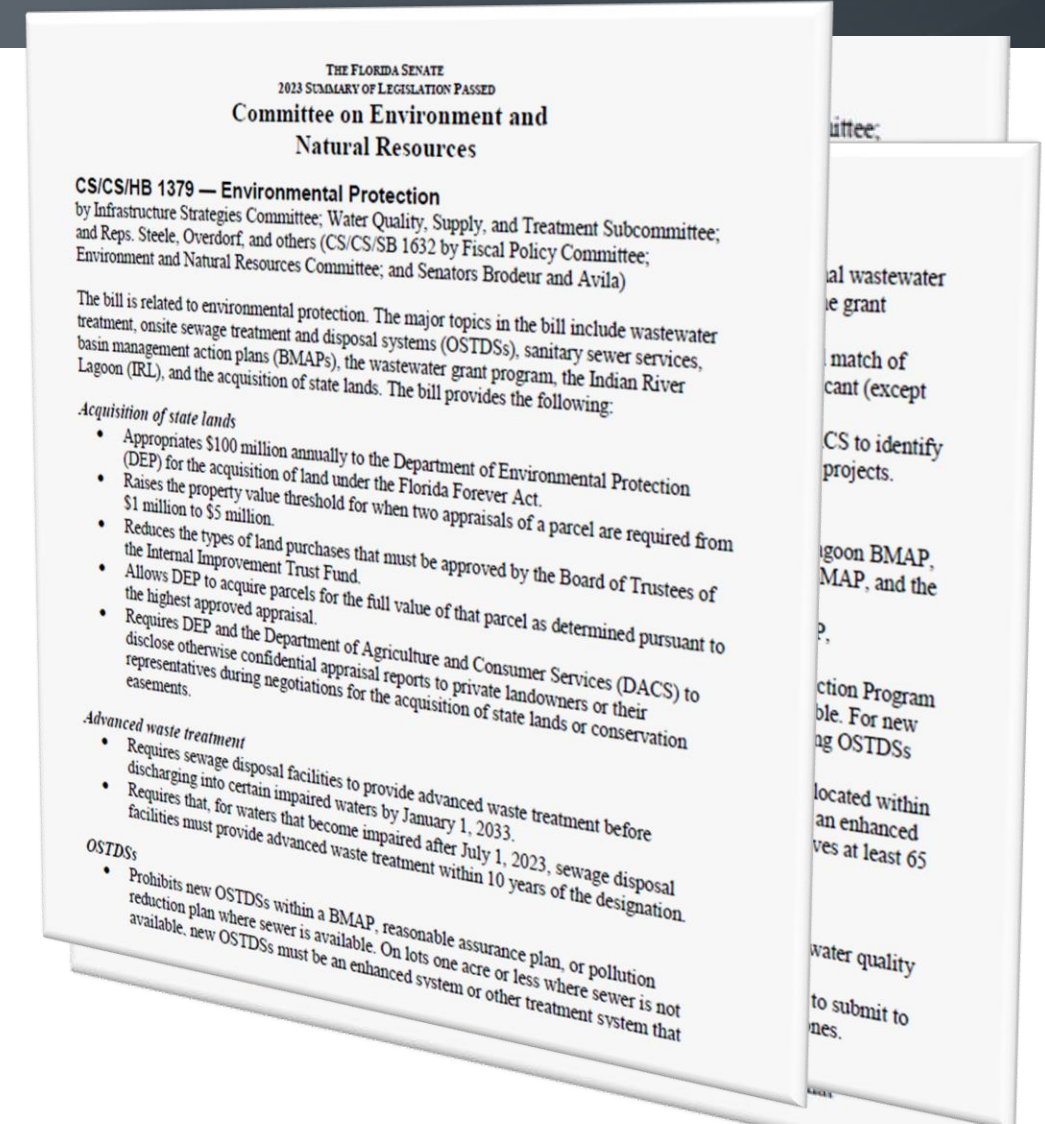 THE FLORIDA SENATE
2023 SUMMARY OF LEGISLATION PASSED
Committee on Environment and
Natural Resources
CS/CS/HB 1379 — Environmental Protection
by Infrastructure Strategies Committee; Water Quality, Supply, and Treatment Subcommittee;
and Reps. Steele, Overdorf, and others (CS/CS/SB 1632 by Fiscal Policy Committee;
Environment and Natural Resources Committee; and Senators Brodeur and Avila)
The bill is related to environmental protection. The major topics in the bill include wastewater
treatment, onsite sewage treatment and disposal systems (OSTDSs), sanitary sewer services,
basin management action plans (BMAPs), the wastewater grant program, the Indian River
Lagoon (IRL), and the acquisition of state lands. The bill provides the following:
Acquisition of state lands
• Appropriates $100 million annually to the Department of Environmental Protection
(DEP) for the acquisition of land under the Florida Forever Act.
• Raises the property value threshold for when two appraisals of a parcel are required from
$1 million to $5 million.
• Reduces the types of land purchases that must be approved by the Board of Trustees of
the Internal Improvement Trust Fund.
• Allows DEP to acquire parcels for the full value of that parcel as determined pursuant to
the highest approved appraisal.
• Requires DEP and the Department of Agriculture and Consumer Services (DACS) to
disclose otherwise confidential appraisal reports to private landowners or their
representatives during negotiations for the acquisition of state lands or conservation
easements.
Advanced waste treatment
• Requires sewage disposal facilities to provide advanced waste treatment before
discharging into certain impaired waters by January 1, 2033.
• Requires that, for waters that become impaired after July 1, 2023, sewage disposal
facilities must provide advanced waste treatment within 10 years of the designation.
OSTDSs
• Prohibits new OSTDSs within a BMAP, reasonable assurance plan, or pollution
reduction plan where sewer is available. On lots one acre or less where sewer is not
available, new OSTDSs must be an enhanced system or other treatment system that
ittee;
al wastewater
e grant
match of
cant (except
CS to identify
projects.
goon BMAP,
MAP, and the
P,
ction Program
ble. For new
ng OSTDSs
located within
an enhanced
ves at least 65
water quality
to submit to
nes.